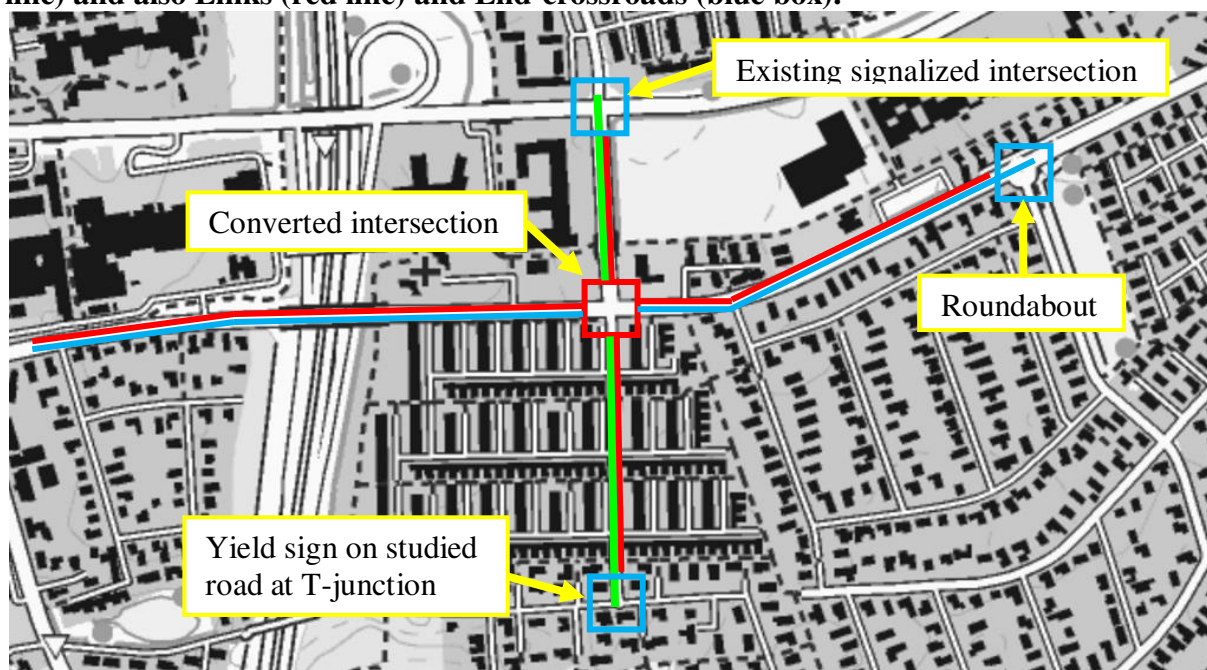 line) and also Links (red line) and End-crossroads (blue box).
Existing signalized intersection
Converted intersection
Roundabout
Yield sign on studied
road at T-junction